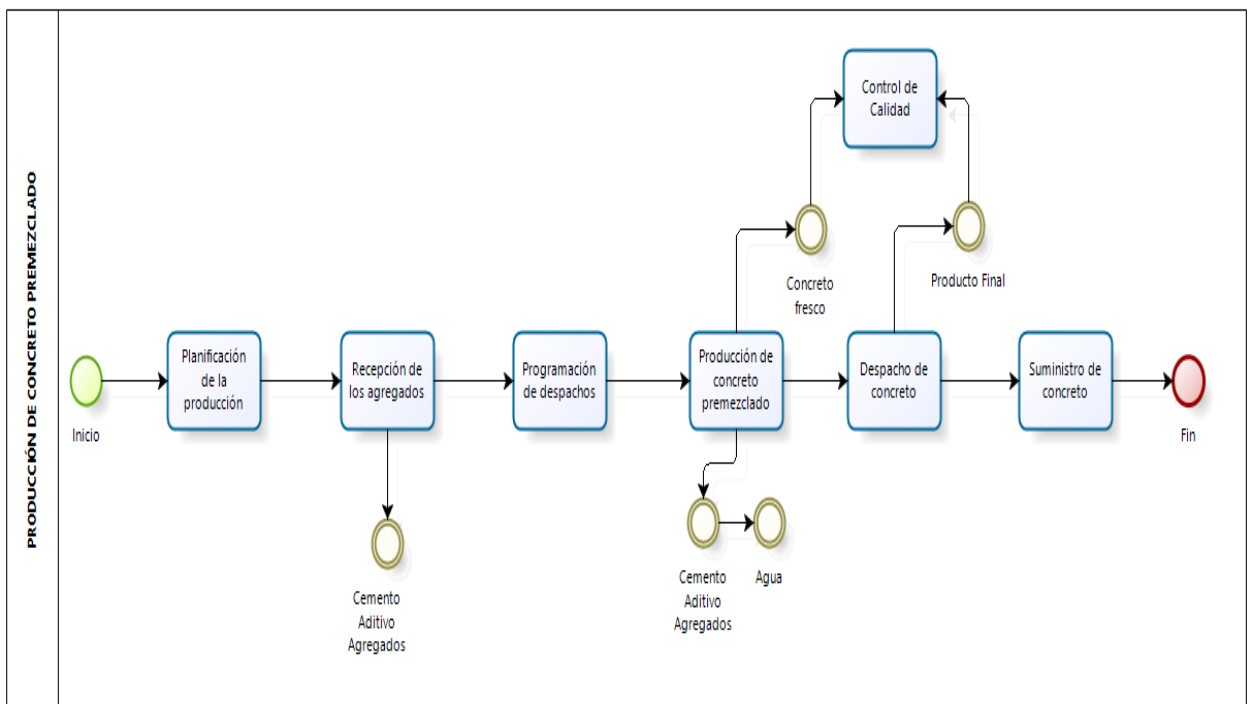 PRODUCCIÓN DE CONCRETO PREMEZCLADO
Control de
Calidad
Concreto
fresco
Producto Final
Inicio
Planificación
de la
producción
Recepción de
los agregados
Programación
de despachos
Producción de
concreto
premezclado
Despacho de
concreto
Suministro de
concreto
Fin
Cemento
Aditivo
Agregados
Cemento
Aditivo
Agregados
Agua